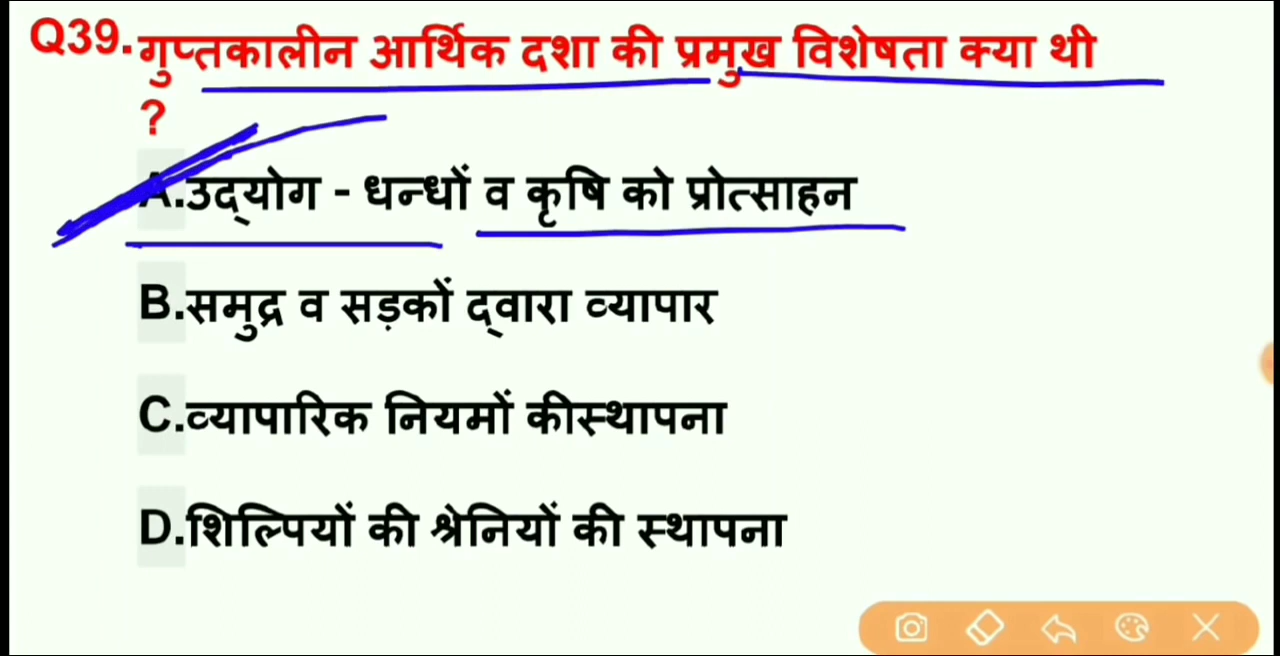 Q39.गुप्तकालीन आर्थिक दशा की प्रमुख विशेषता क्या थी
?
A.उद्योग - धन्धों व कृषि को प्रोत्साहन
B.समुद्र व सड़कों द्वारा व्यापार
C.व्यापारिक नियमों कीस्थापना
D.शिल्पियों की श्रेनियों की स्थापना